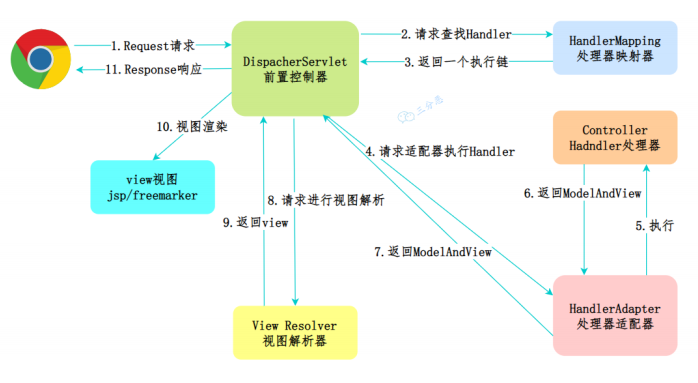 1.Request请求
11.Response响应
DispacherServlet
前置控制器
2.请求查找Handler
3.返回一个执行链
HandlerMapping
处理器映射器
三分恶
10.视图渲染
view视图
jsp/freemarker
4.请求适配器执行Handler
Controller
Hadndler处理器
8.请求进行视图解析
9.返回view
6.返回ModelAndView
5.执行
7.返回ModelAndView
View Resolver
视图解析器
HandlerAdapter
处理器适配器